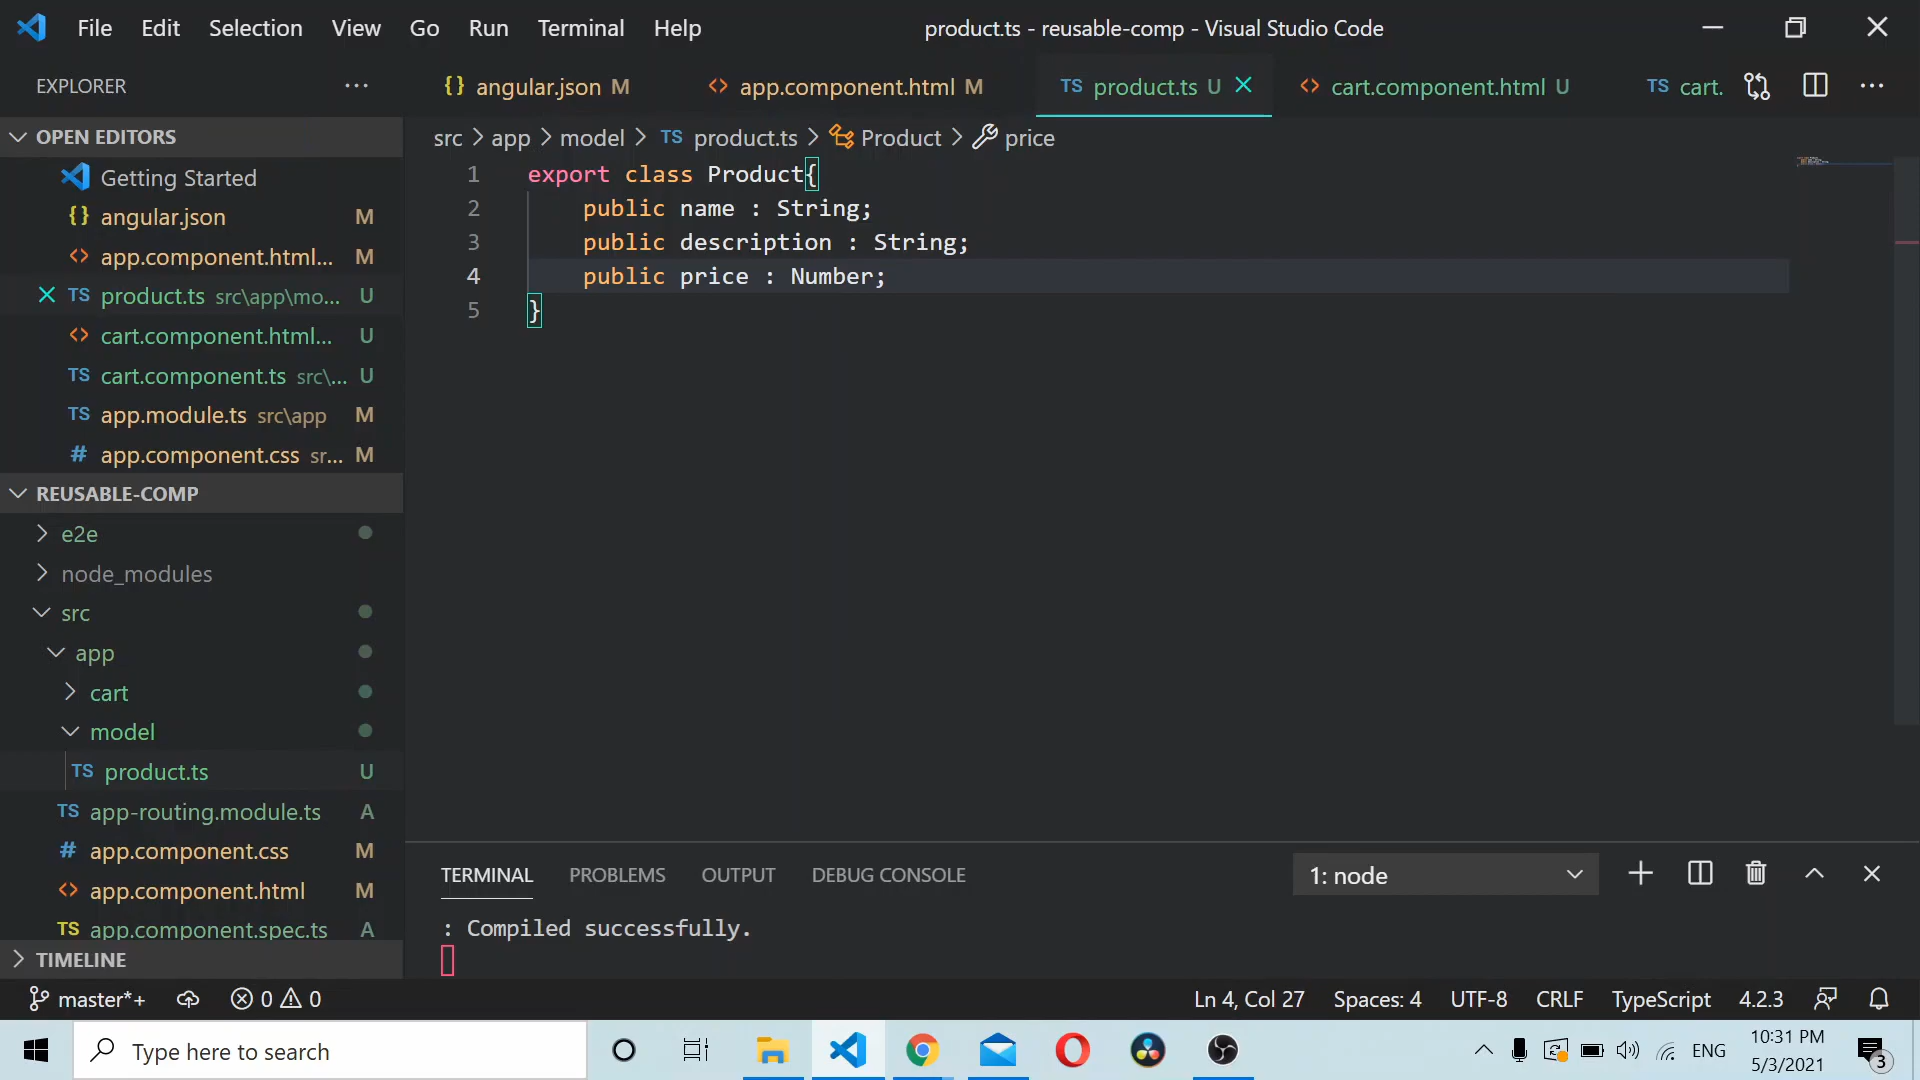 File Edit Selection View Go Run Terminal Help product.ts - reusable-comp - Visual Studio Code
EXPLORER
{} angular.json M <> app.component.html M TS product.ts U <> cart.component.html U TS cart.
OPEN EDITORS
src > app > model > TS product.ts > Product > price
Getting Started
{} angular.json M
<> app.component.html... M
TS product.ts src\app\mo... U
<> cart.component.html... U
TS cart.component.ts src\... U
TS app.module.ts src\app M
# app.component.css sr... M
1 export class Product{
2 public name : String;
3 public description : String;
4 public price : Number;
5 }
REUSABLE-COMP
e2e
node_modules
src
app
cart
model
TS product.ts U
TS app-routing.module.ts A
# app.component.css M
<> app.component.html M
TS app.component.spec.ts A
TIMELINE
TERMINAL PROBLEMS OUTPUT DEBUG CONSOLE 1: node
: Compiled successfully.
master*+ 0 0 Ln 4, Col 27 Spaces: 4 UTF-8 CRLF TypeScript 4.2.3
Type here to search
ENG
10:31 PM
5/3/2021
3